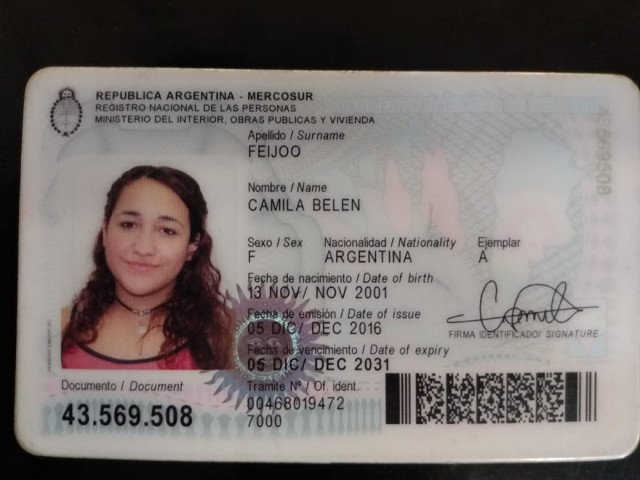 REPUBLICA ARGENTINA - MERCOSUR
REGISTRO NACIONAL DE LAS PERSONAS
MINISTERIO DEL INTERIOR, OBRAS PUBLICAS Y VIVIENDA
Apellido / Surname
FEIJOO
Nombre / Name
CAMILA BELEN
Sexo / Sex Nacionalidad / Nationality Ejemplar
F ARGENTINA A
Fecha de nacimiento / Date of birth
13 NOV/ NOV 2001
Fecha de emisión / Date of issue
05 DIC/ DEC 2016
FIRMA IDENTIFICADO/ SIGNATURE
Fecha de vencimiento / Date of expiry
05 DIC/ DEC 2031
Documento / Document
43.569.508
Tramite N° / Of. ident.
00468019472
7000